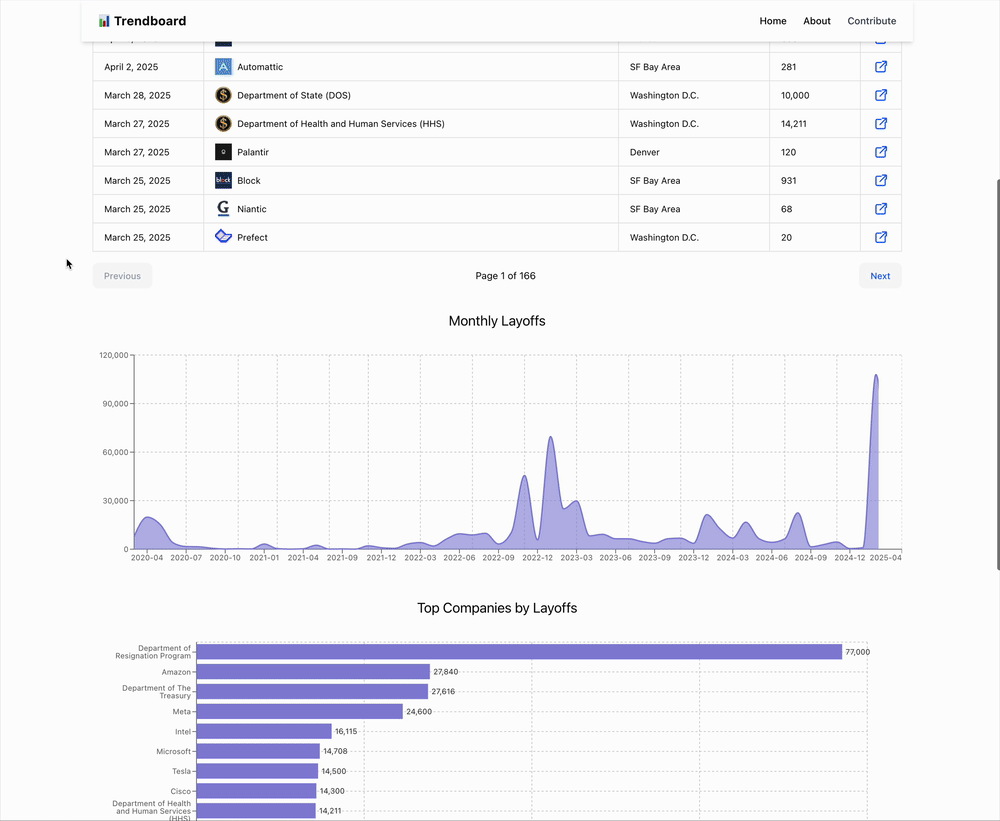 Trendboard Home About Contribute
April 2, 2025 Automattic SF Bay Area 281
March 28, 2025 Department of State (DOS) Washington D.C. 10,000
March 27, 2025 Department of Health and Human Services (HHS) Washington D.C. 14,211
March 27, 2025 Palantir Denver 120
March 25, 2025 Block SF Bay Area 931
March 25, 2025 Niantic SF Bay Area 68
March 25, 2025 Prefect Washington D.C. 20
Previous Page 1 of 166 Next
Monthly Layoffs
120,000
90,000
60,000
30,000
0
2020-04 2020-08 2020-10 2021-01 2021-04 2021-09 2021-12 2022-03 2022-06 2022-09 2022-12 2023-03 2023-06 2023-09 2023-12 2024-03 2024-06 2024-09 2024-12 2025-04
Top Companies by Layoffs
Department of
Resignation Program 77,000
Amazon 27,840
Department of The
Treasury 27,616
Meta 24,600
Intel 16,115
Microsoft 14,708
Tesla 14,500
Cisco 14,300
Department of Health
and Human Services 14,211
(HHS)